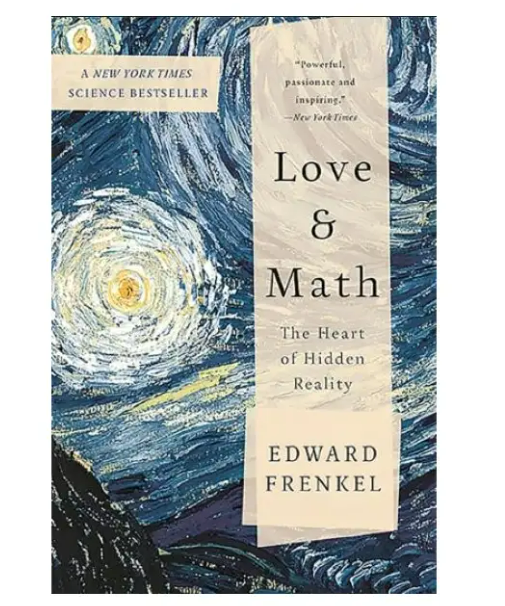 A NEW YORK TIMES
SCIENCE BESTSELLER
“Powerful,
passionate and
inspiring.”
—New York Times
Love
&
Math
The Heart
of Hidden
Reality
EDWARD
FRENKEL